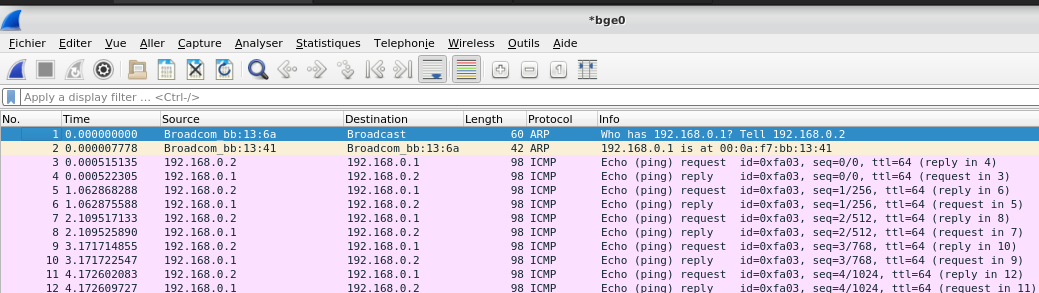 *bge0
Fichier Editer Vue Aller Capture Analyser Statistiques Telephonje Wireless Outils Aide
Apply a display filter ... <Ctrl-/>
No. Time Source Destination Length Protocol Info
1 0.000000000 Broadcom_bb:13:6a Broadcast 60 ARP Who has 192.168.0.1? Tell 192.168.0.2
2 0.000007778 Broadcom_bb:13:41 Broadcom_bb:13:6a 42 ARP 192.168.0.1 is at 00:0a:f7:bb:13:41
3 0.000515135 192.168.0.2 192.168.0.1 98 ICMP Echo (ping) request id=0xfa03, seq=0/0, ttl=64 (reply in 4)
4 0.000522305 192.168.0.1 192.168.0.2 98 ICMP Echo (ping) reply id=0xfa03, seq=0/0, ttl=64 (request in 3)
5 1.062868288 192.168.0.2 192.168.0.1 98 ICMP Echo (ping) request id=0xfa03, seq=1/256, ttl=64 (reply in 6)
6 1.062875588 192.168.0.1 192.168.0.2 98 ICMP Echo (ping) reply id=0xfa03, seq=1/256, ttl=64 (request in 5)
7 2.109517133 192.168.0.2 192.168.0.1 98 ICMP Echo (ping) request id=0xfa03, seq=2/512, ttl=64 (reply in 8)
8 2.109525890 192.168.0.1 192.168.0.2 98 ICMP Echo (ping) reply id=0xfa03, seq=2/512, ttl=64 (request in 7)
9 3.171714855 192.168.0.2 192.168.0.1 98 ICMP Echo (ping) request id=0xfa03, seq=3/768, ttl=64 (reply in 10)
10 3.171722547 192.168.0.1 192.168.0.2 98 ICMP Echo (ping) reply id=0xfa03, seq=3/768, ttl=64 (request in 9)
11 4.172602083 192.168.0.2 192.168.0.1 98 ICMP Echo (ping) request id=0xfa03, seq=4/1024, ttl=64 (reply in 12)
12 4.172609727 192.168.0.1 192.168.0.2 98 ICMP Echo (ping) reply id=0xfa03, seq=4/1024, ttl=64 (request in 11)